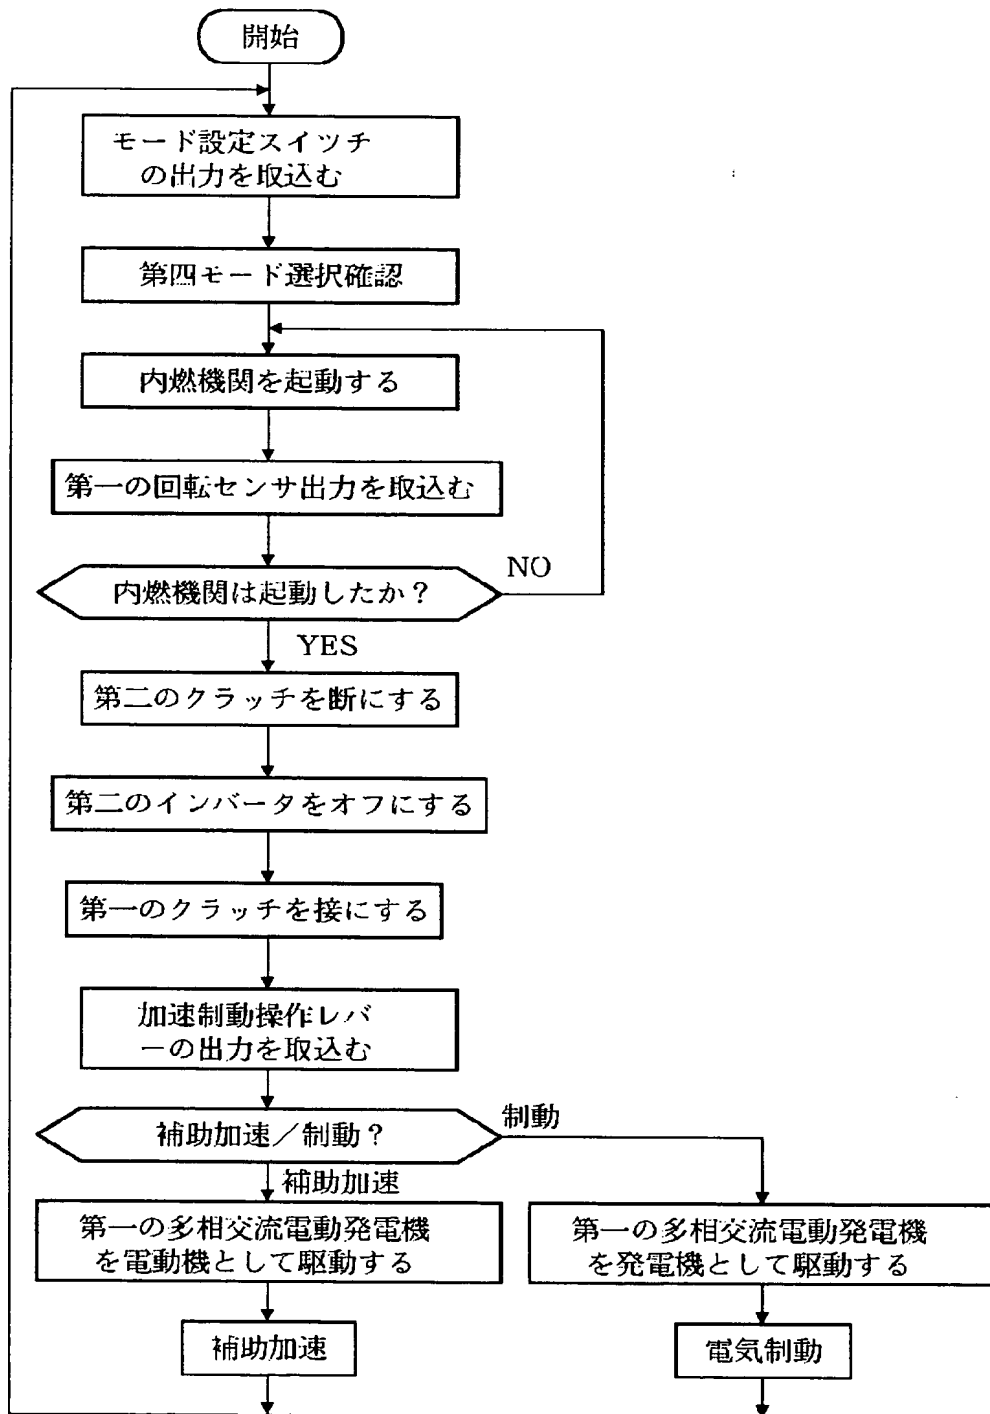 開始
モード設定スイッチ
の出力を取込む
第四モード選択確認
内燃機関を起動する
第一の回転センサ出力を取込む
内燃機関は起動したか？
NO
YES
第二のクラッチを断にする
第二のインバータをオフにする
第一のクラッチを接にする
加速制動操作レバ
ーの出力を取込む
補助加速／制動？
制動
補助加速
第一の多相交流電動発電機
を電動機として駆動する
第一の多相交流電動発電機
を発電機として駆動する
補助加速
電気制動